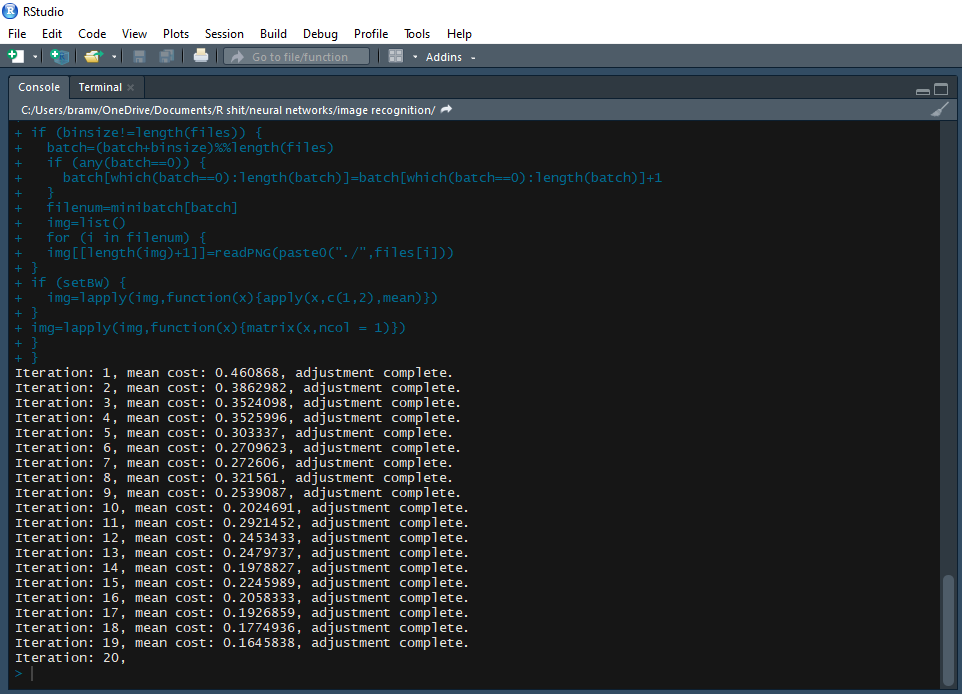 RStudio
File Edit Code View Plots Session Build Debug Profile Tools Help
Go to file/function Addins
Console Terminal
C:/Users/bramv/OneDrive/Documents/R shit/neural networks/image recognition/
+ if (binsize!=length(files)) {
+   batch=(batch+binsize)%%length(files)
+   if (any(batch==0)) {
+     batch[which(batch==0):length(batch)]=batch[which(batch==0):length(batch)]+1
+   }
+   filenum=minibatch[batch]
+   img=list()
+   for (i in filenum) {
+   img[[length(img)+1]]=readPNG(paste0("./",files[i]))
+ }
+ if (setBW) {
+   img=lapply(img,function(x){apply(x,c(1,2),mean)})
+ }
+ img=lapply(img,function(x){matrix(x,ncol = 1)})
+ }
+ }
Iteration: 1, mean cost: 0.460868, adjustment complete.
Iteration: 2, mean cost: 0.3862982, adjustment complete.
Iteration: 3, mean cost: 0.3524098, adjustment complete.
Iteration: 4, mean cost: 0.3525996, adjustment complete.
Iteration: 5, mean cost: 0.303337, adjustment complete.
Iteration: 6, mean cost: 0.2709623, adjustment complete.
Iteration: 7, mean cost: 0.272606, adjustment complete.
Iteration: 8, mean cost: 0.321561, adjustment complete.
Iteration: 9, mean cost: 0.2539087, adjustment complete.
Iteration: 10, mean cost: 0.2024691, adjustment complete.
Iteration: 11, mean cost: 0.2921452, adjustment complete.
Iteration: 12, mean cost: 0.2453433, adjustment complete.
Iteration: 13, mean cost: 0.2479737, adjustment complete.
Iteration: 14, mean cost: 0.1978827, adjustment complete.
Iteration: 15, mean cost: 0.2245989, adjustment complete.
Iteration: 16, mean cost: 0.2058333, adjustment complete.
Iteration: 17, mean cost: 0.1926859, adjustment complete.
Iteration: 18, mean cost: 0.1774936, adjustment complete.
Iteration: 19, mean cost: 0.1645838, adjustment complete.
Iteration: 20,
>